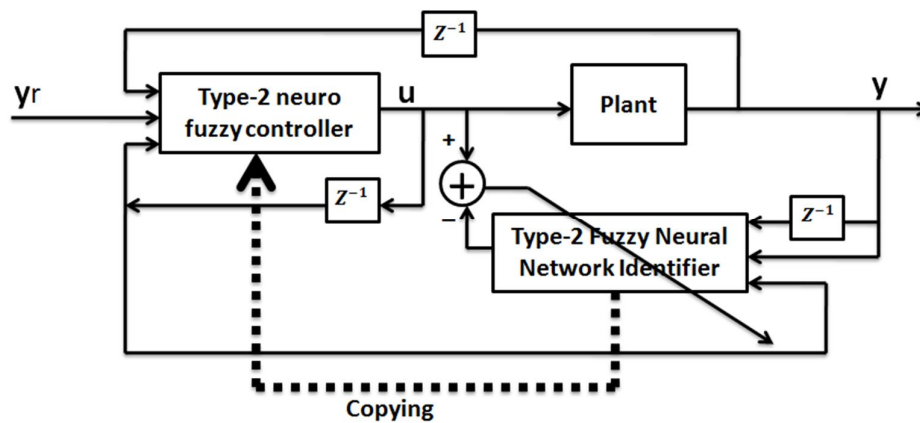 Z⁻¹
yr
Type-2 neuro
fuzzy controller
u
Plant
y
+
Z⁻¹
−
Z⁻¹
Type-2 Fuzzy Neural
Network Identifier
Copying